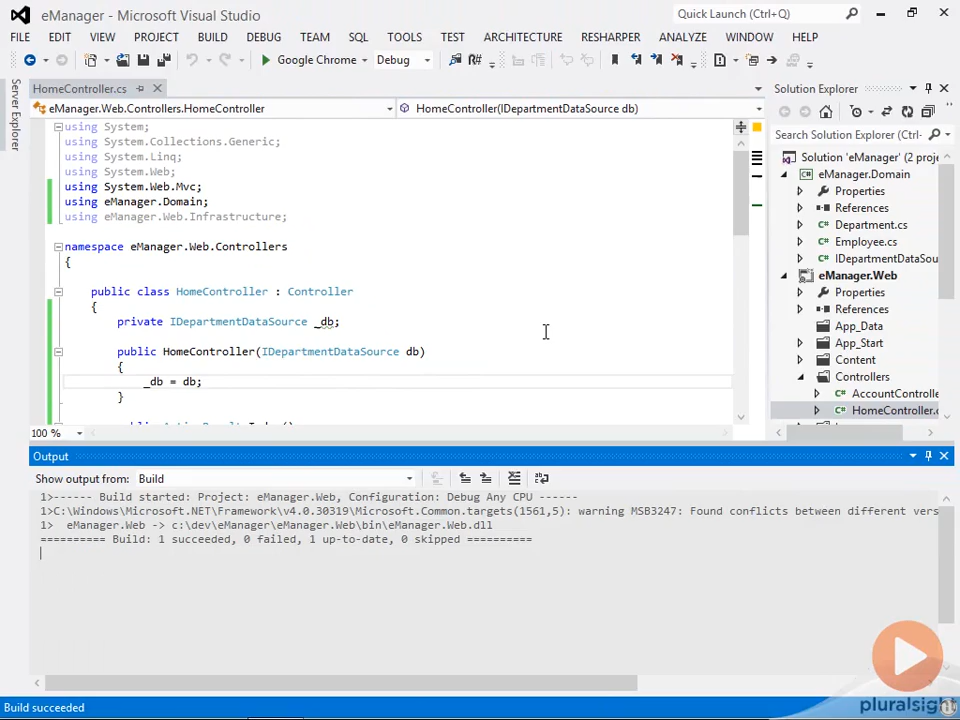 eManager - Microsoft Visual Studio
Quick Launch (Ctrl+Q)
FILE EDIT VIEW PROJECT BUILD DEBUG TEAM SQL TOOLS TEST ARCHITECTURE RESHARPER ANALYZE WINDOW HELP
Google Chrome Debug
Server Explorer
HomeController.cs
eManager.Web.Controllers.HomeController
HomeController(IDepartmentDataSource db)
using System;
using System.Collections.Generic;
using System.Linq;
using System.Web;
using System.Web.Mvc;
using eManager.Domain;
using eManager.Web.Infrastructure;
namespace eManager.Web.Controllers
{
public class HomeController : Controller
{
private IDepartmentDataSource _db;
public HomeController(IDepartmentDataSource db)
{
_db = db;
}
100 %
Solution Explorer
Search Solution Explorer (Ctrl-
Solution 'eManager' (2 proje
eManager.Domain
Properties
References
Department.cs
Employee.cs
IDepartmentDataSou
eManager.Web
Properties
References
App_Data
App_Start
Content
Controllers
AccountControlle
HomeController.c
Output
Show output from: Build
1>------ Build started: Project: eManager.Web, Configuration: Debug Any CPU ------
1>C:\Windows\Microsoft.NET\Framework\v4.0.30319\Microsoft.Common.targets(1561,5): warning MSB3247: Found conflicts between different vers
1> eManager.Web -> c:\dev\eManager\eManager.Web\bin\eManager.Web.dll
========== Build: 1 succeeded, 0 failed, 1 up-to-date, 0 skipped ==========
Build succeeded
pluralsight